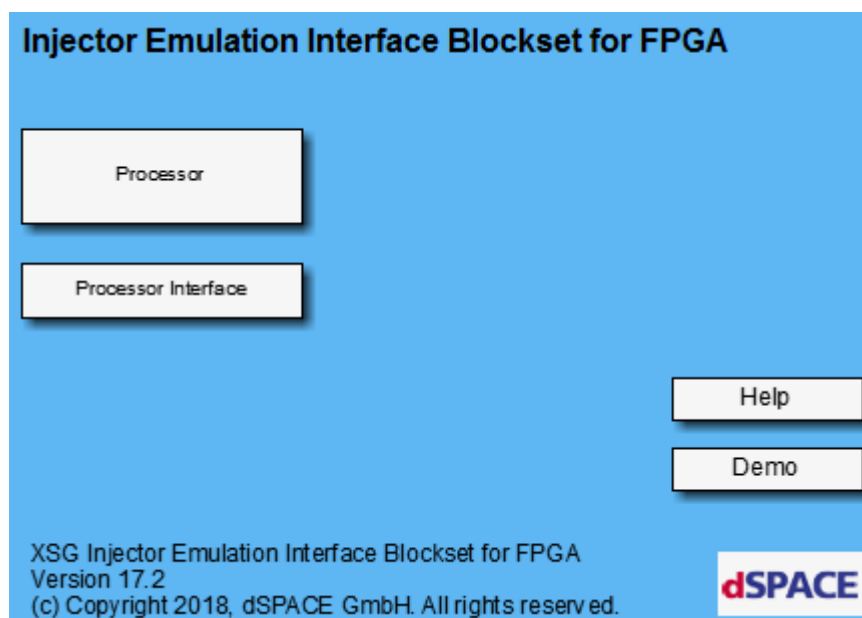 Injector Emulation Interface Blockset for FPGA
Processor
Processor Interface
Help
Demo
XSG Injector Emulation Interface Blockset for FPGA
Version 17.2
(c) Copyright 2018, dSPACE GmbH. All rights reserved.
dSPACE